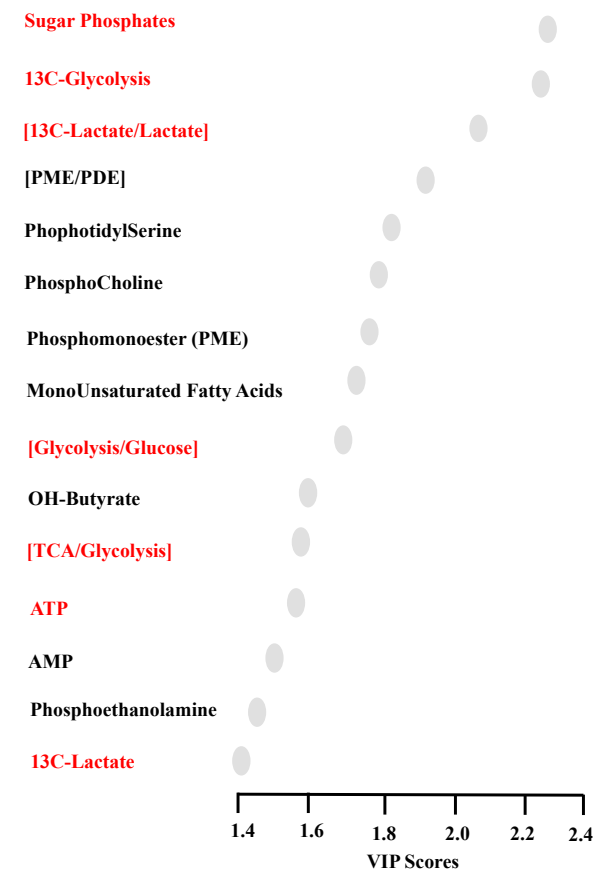 Sugar Phosphates
13C-Glycolysis
[13C-Lactate/Lactate]
[PME/PDE]
PhophotidylSerine
PhosphoCholine
Phosphomonoester (PME)
MonoUnsaturated Fatty Acids
[Glycolysis/Glucose]
OH-Butyrate
[TCA/Glycolysis]
ATP
AMP
Phosphoethanolamine
13C-Lactate
1.4 1.6 1.8 2.0 2.2 2.4
VIP Scores